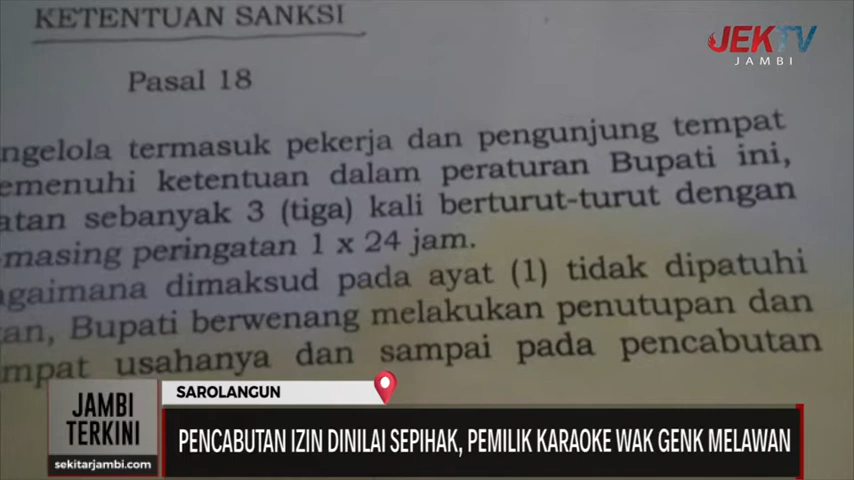 KETENTUAN SANKSI
JEKTV
JAMBI
Pasal 18
ngelola termasuk pekerja dan pengunjung tempat
emenuhi ketentuan dalam peraturan Bupati ini,
atan sebanyak 3 (tiga) kali berturut-turut dengan
-masing peringatan 1 x 24 jam.
agaimana dimaksud pada ayat (1) tidak dipatuhi
an, Bupati berwenang melakukan penutupan dan
mpat usahanya dan sampai pada pencabutan
JAMBI
TERKINI
sekitarjambi.com
SAROLANGUN
PENCABUTAN IZIN DINILAI SEPIHAK, PEMILIK KARAOKE WAK GENK MELAWAN